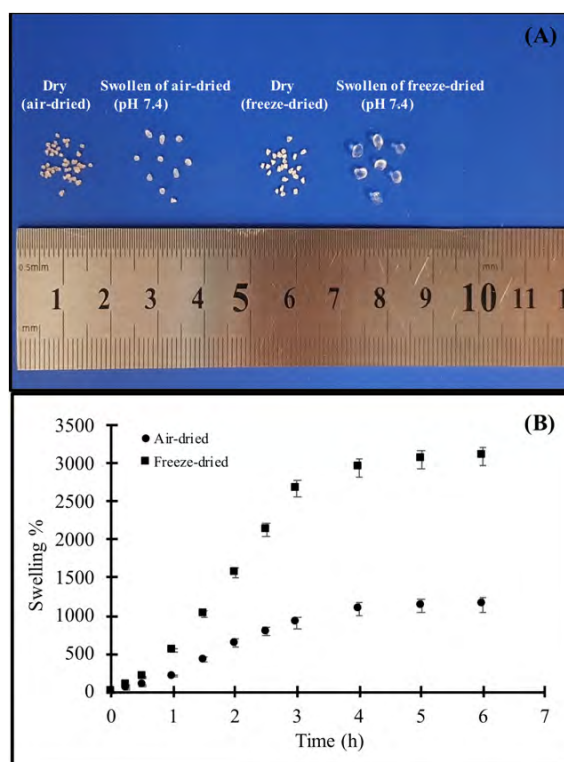 (A)
Dry
(air-dried)
Swollen of air-dried
(pH 7.4)
Dry
(freeze-dried)
Swollen of freeze-dried
(pH 7.4)
0.5mm
mm
1 2 3 4 5 6 7 8 9 10 11
mm
(B)
3500
3000
2500
2000
1500
1000
500
0
Swelling %
Air-dried
Freeze-dried
0 1 2 3 4 5 6 7
Time (h)